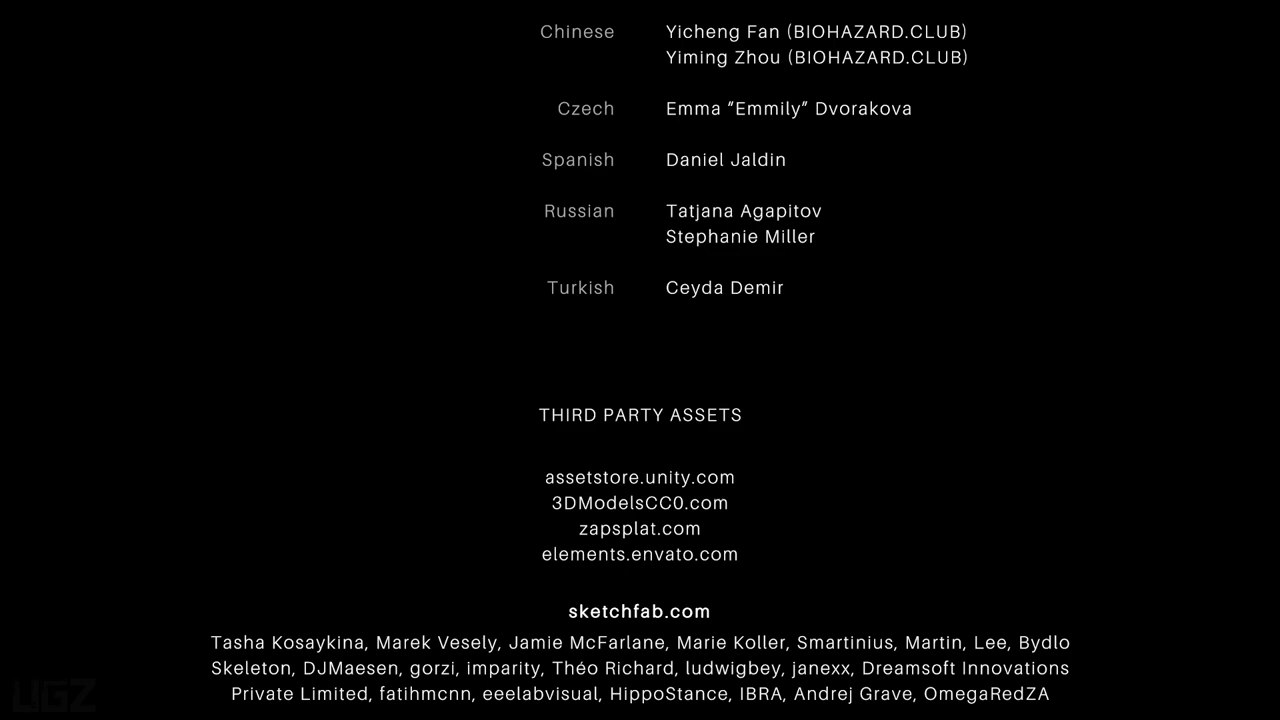 Chinese Yicheng Fan (BIOHAZARD.CLUB)
Yiming Zhou (BIOHAZARD.CLUB)
Czech Emma "Emmily" Dvorakova
Spanish Daniel Jaldin
Russian Tatjana Agapitov
Stephanie Miller
Turkish Ceyda Demir
THIRD PARTY ASSETS
assetstore.unity.com
3DModelsCC0.com
zapsplat.com
elements.envato.com
sketchfab.com
Tasha Kosaykina, Marek Vesely, Jamie McFarlane, Marie Koller, Smartinius, Martin, Lee, Bydlo
Skeleton, DJMaesen, gorzi, imparity, Théo Richard, ludwigbey, janexx, Dreamsoft Innovations
Private Limited, fatihmcnn, eeelabvisual, HippoStance, IBRA, Andrej Grave, OmegaRedZA
UGZ